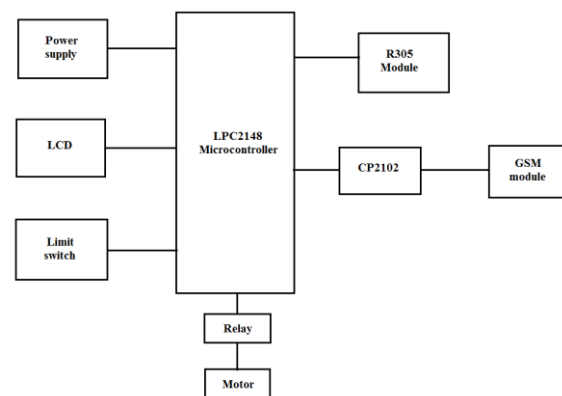 Power
supply
R305
Module
LPC2148
Microcontroller
LCD
CP2102
GSM
module
Limit
switch
Relay
Motor